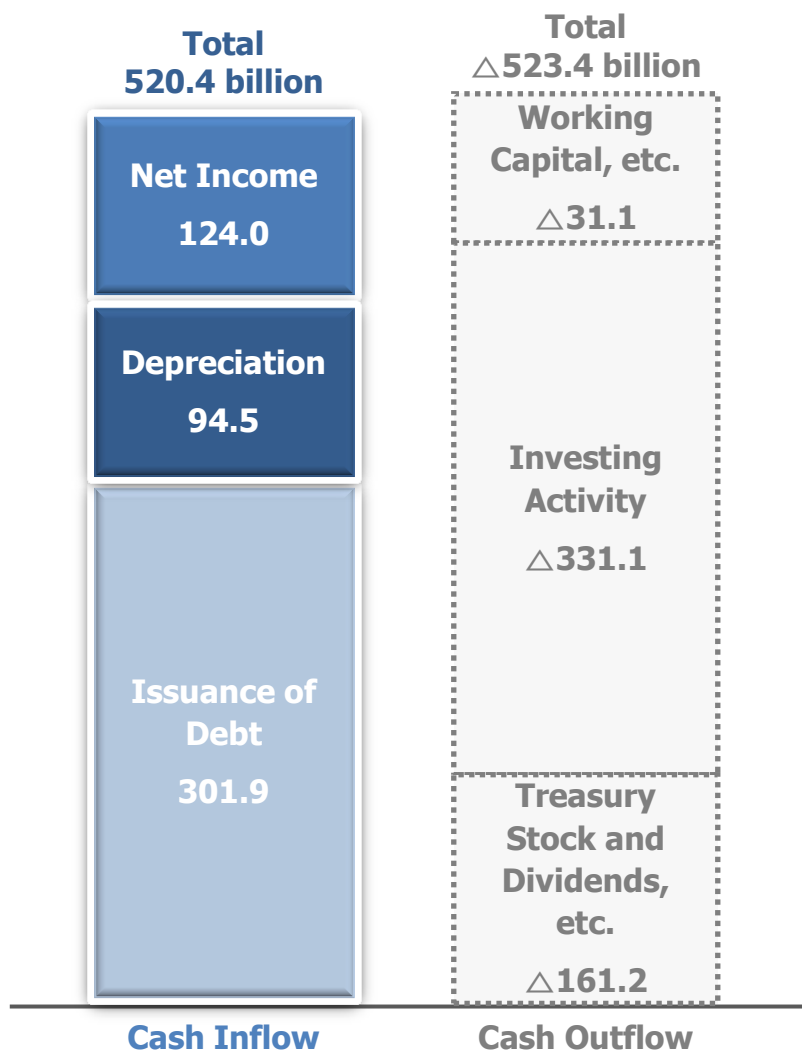 Total
520.4 billion
Net Income
124.0
Depreciation
94.5
Issuance of
Debt
301.9
Cash Inflow
Total
△523.4 billion
Working
Capital, etc.
△31.1
Investing
Activity
△331.1
Treasury
Stock and
Dividends,
etc.
△161.2
Cash Outflow